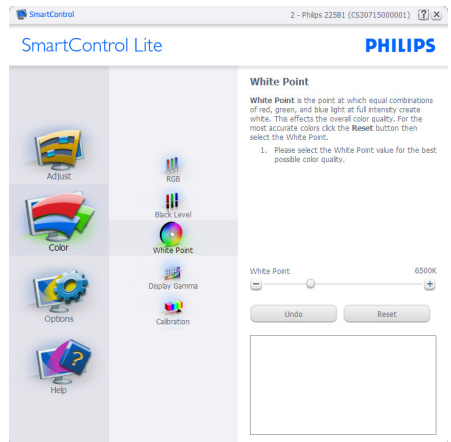 SmartControl
2 - Philips 225B1 (CS30715000001)
SmartControl Lite
PHILIPS
Adjust
Color
Options
Help
RGB
Black Level
White Point
Display Gamma
Calibration
White Point
White Point is the point at which equal combinations
of red, green, and blue light at full intensity create
white. This effects the overall color quality. For the
most accurate colors click the Reset button then
select the White Point.
1. Please select the White Point value for the best
possible color quality.
White Point 6500K
Undo Reset